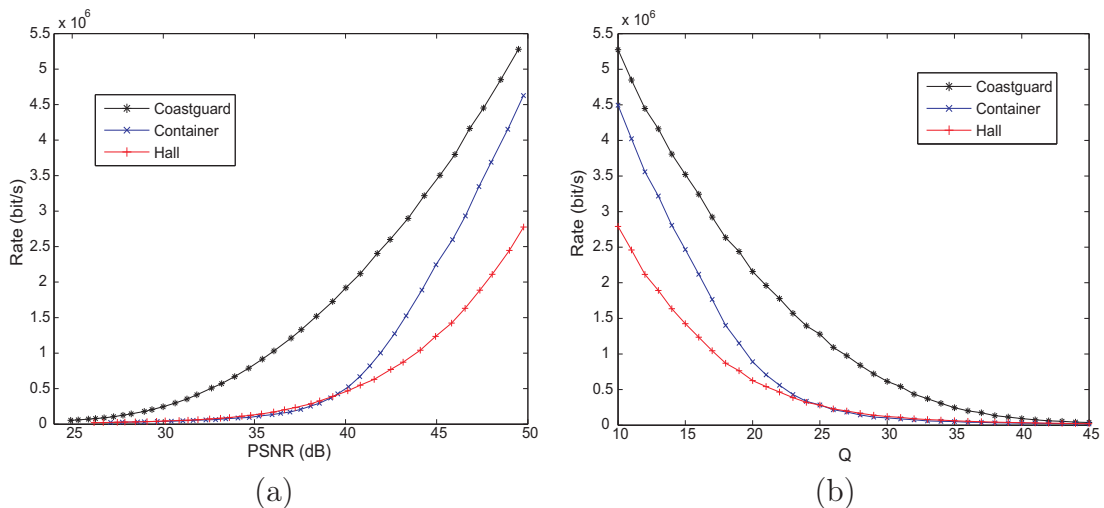 x 10^6
5.5
5
4.5
4
3.5
3
2.5
2
1.5
1
0.5
0
Rate (bit/s)
Coastguard
Container
Hall
25 30 35 40 45 50
PSNR (dB)
(a)
x 10^6
5.5
5
4.5
4
3.5
3
2.5
2
1.5
1
0.5
0
Rate (bit/s)
Coastguard
Container
Hall
10 15 20 25 30 35 40 45
Q
(b)